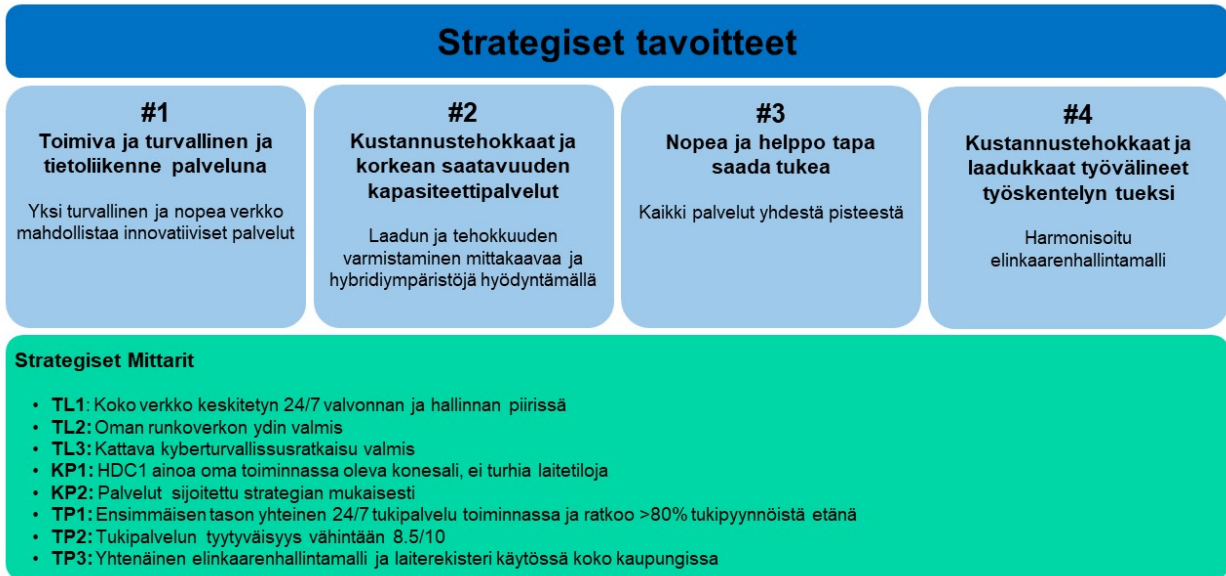 Strategiset tavoitteet
#1
Toimiva ja turvallinen ja
tietoliikenne palveluna
Yksi turvallinen ja nopea verkko
mahdollistaa innovatiiviset palvelut
#2
Kustannustehokkaat ja
korkean saatavuuden
kapasiteettipalvelut
Laadun ja tehokkuuden
varmistaminen mittakaavaa ja
hybridiympäristöjä hyödyntämällä
#3
Nopea ja helppo tapa
saada tukea
Kaikki palvelut yhdestä pisteestä
#4
Kustannustehokkaat ja
laadukkaat työvälineet
työskentelyn tueksi
Harmonisoitu
elinkaarenhallintamalli
Strategiset Mittarit
• TL1: Koko verkko keskitetyn 24/7 valvonnan ja hallinnan piirissä
• TL2: Oman runkoverkon ydin valmis
• TL3: Kattava kyberturvallissusratkaisu valmis
• KP1: HDC1 ainoa oma toiminnassa oleva konesali, ei turhia laitetiloja
• KP2: Palvelut sijoitettu strategian mukaisesti
• TP1: Ensimmäisen tason yhteinen 24/7 tukipalvelu toiminnassa ja ratkoo >80% tukipyynnöistä etänä
• TP2: Tukipalvelun tyytyväisyys vähintään 8.5/10
• TP3: Yhtenäinen elinkaarenhallintamalli ja laiterekisteri käytössä koko kaupungissa